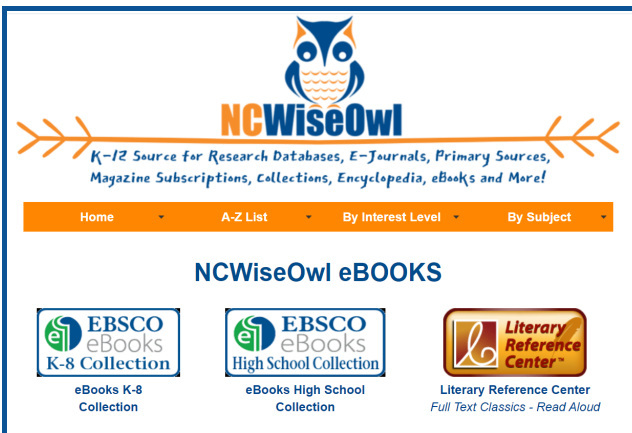 NCWiseOwl
K-12 Source for Research Databases, E-Journals, Primary Sources,
Magazine Subscriptions, Collections, Encyclopedia, eBooks and More!
Home A-Z List By Interest Level By Subject
NCWiseOwl eBOOKS
EBSCO
eBooks
K-8 Collection
eBooks K-8
Collection
EBSCO
eBooks
High School Collection
eBooks High School
Collection
Literary
Reference
Center™
Literary Reference Center
Full Text Classics - Read Aloud